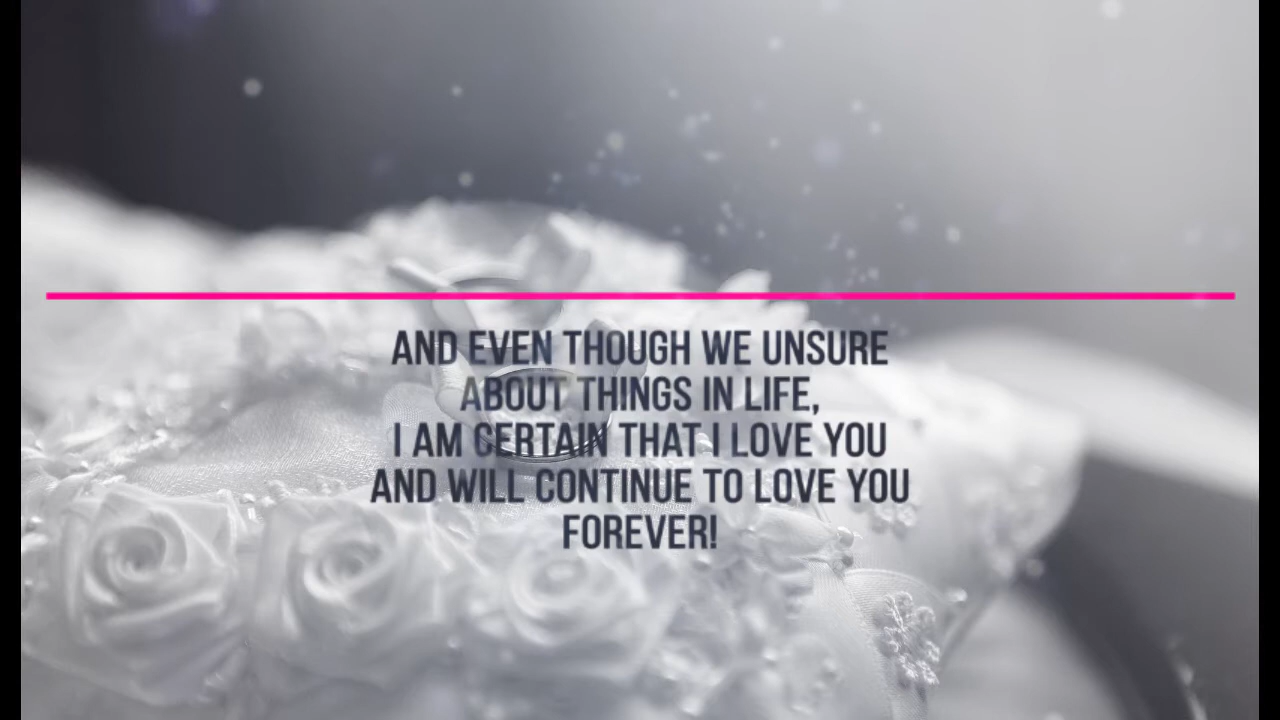 AND EVEN THOUGH WE UNSURE
ABOUT THINGS IN LIFE,
I AM CERTAIN THAT I LOVE YOU
AND WILL CONTINUE TO LOVE YOU
FOREVER!